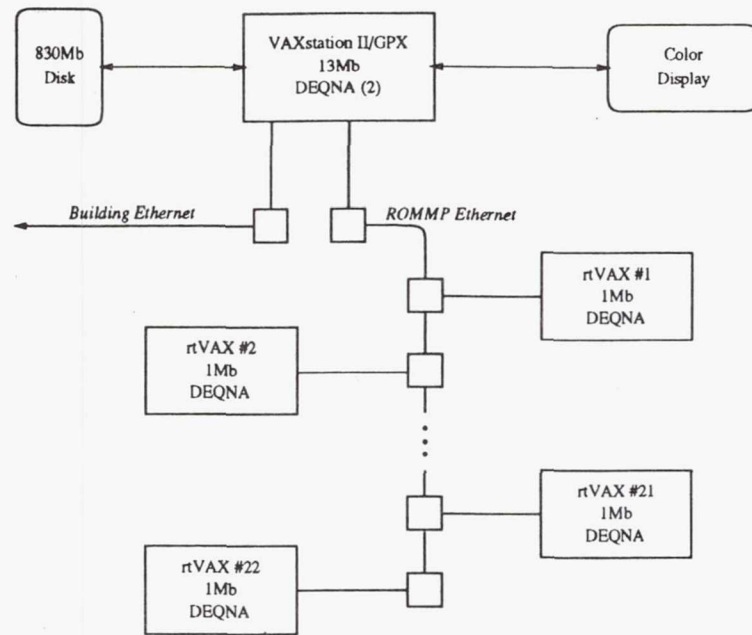 830Mb
Disk
VAXstation II/GPX
13Mb
DEQNA (2)
Color
Display
Building Ethernet
ROMMP Ethernet
rtVAX #1
1Mb
DEQNA
rtVAX #2
1Mb
DEQNA
rtVAX #21
1Mb
DEQNA
rtVAX #22
1Mb
DEQNA